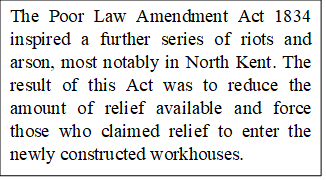 The Poor Law Amendment Act 1834
inspired a further series of riots and
arson, most notably in North Kent. The
result of this Act was to reduce the
amount of relief available and force
those who claimed relief to enter the
newly constructed workhouses.